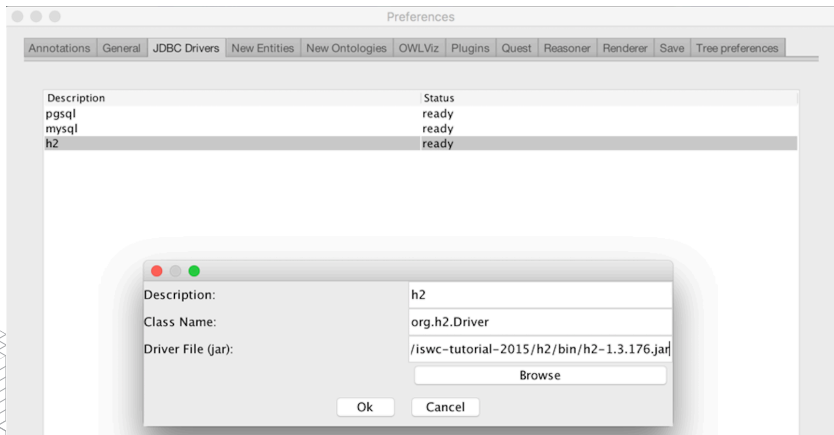 Preferences
Annotations General JDBC Drivers New Entities New Ontologies OWLViz Plugins Quest Reasoner Renderer Save Tree preferences
Description Status
pgsql ready
mysql ready
h2 ready
Description: h2
Class Name: org.h2.Driver
Driver File (jar): /iswc-tutorial-2015/h2/bin/h2-1.3.176.jar
Browse
Ok Cancel